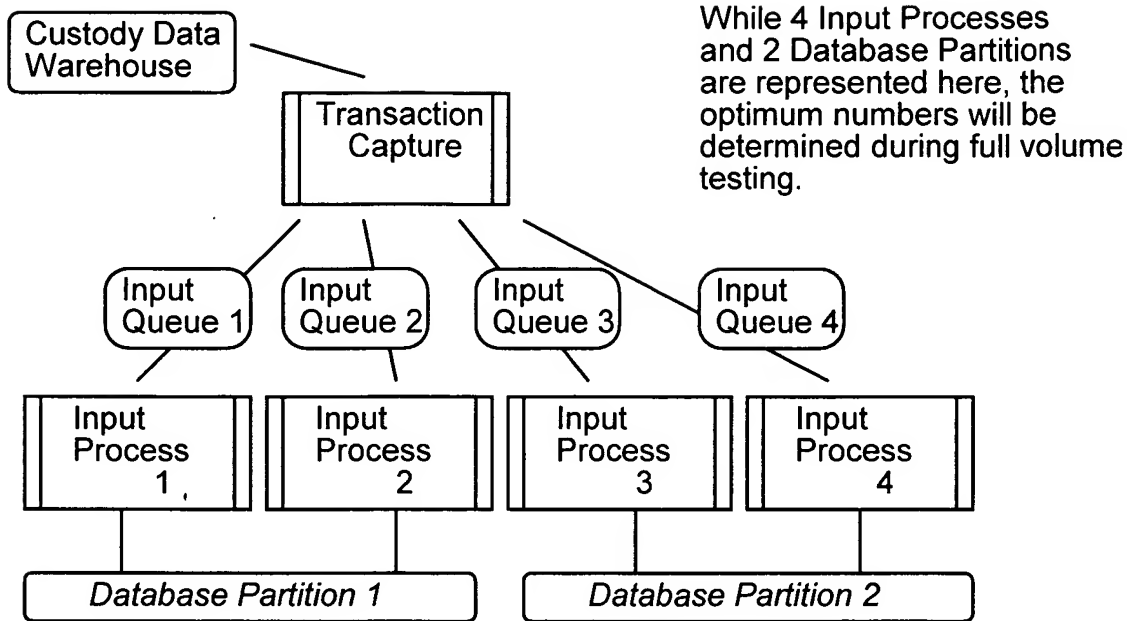 Custody Data
Warehouse
While 4 Input Processes
and 2 Database Partitions
are represented here, the
optimum numbers will be
determined during full volume
testing.
Transaction
Capture
Input
Queue 1
Input
Queue 2
Input
Queue 3
Input
Queue 4
Input
Process
1
Input
Process
2
Input
Process
3
Input
Process
4
Database Partition 1
Database Partition 2